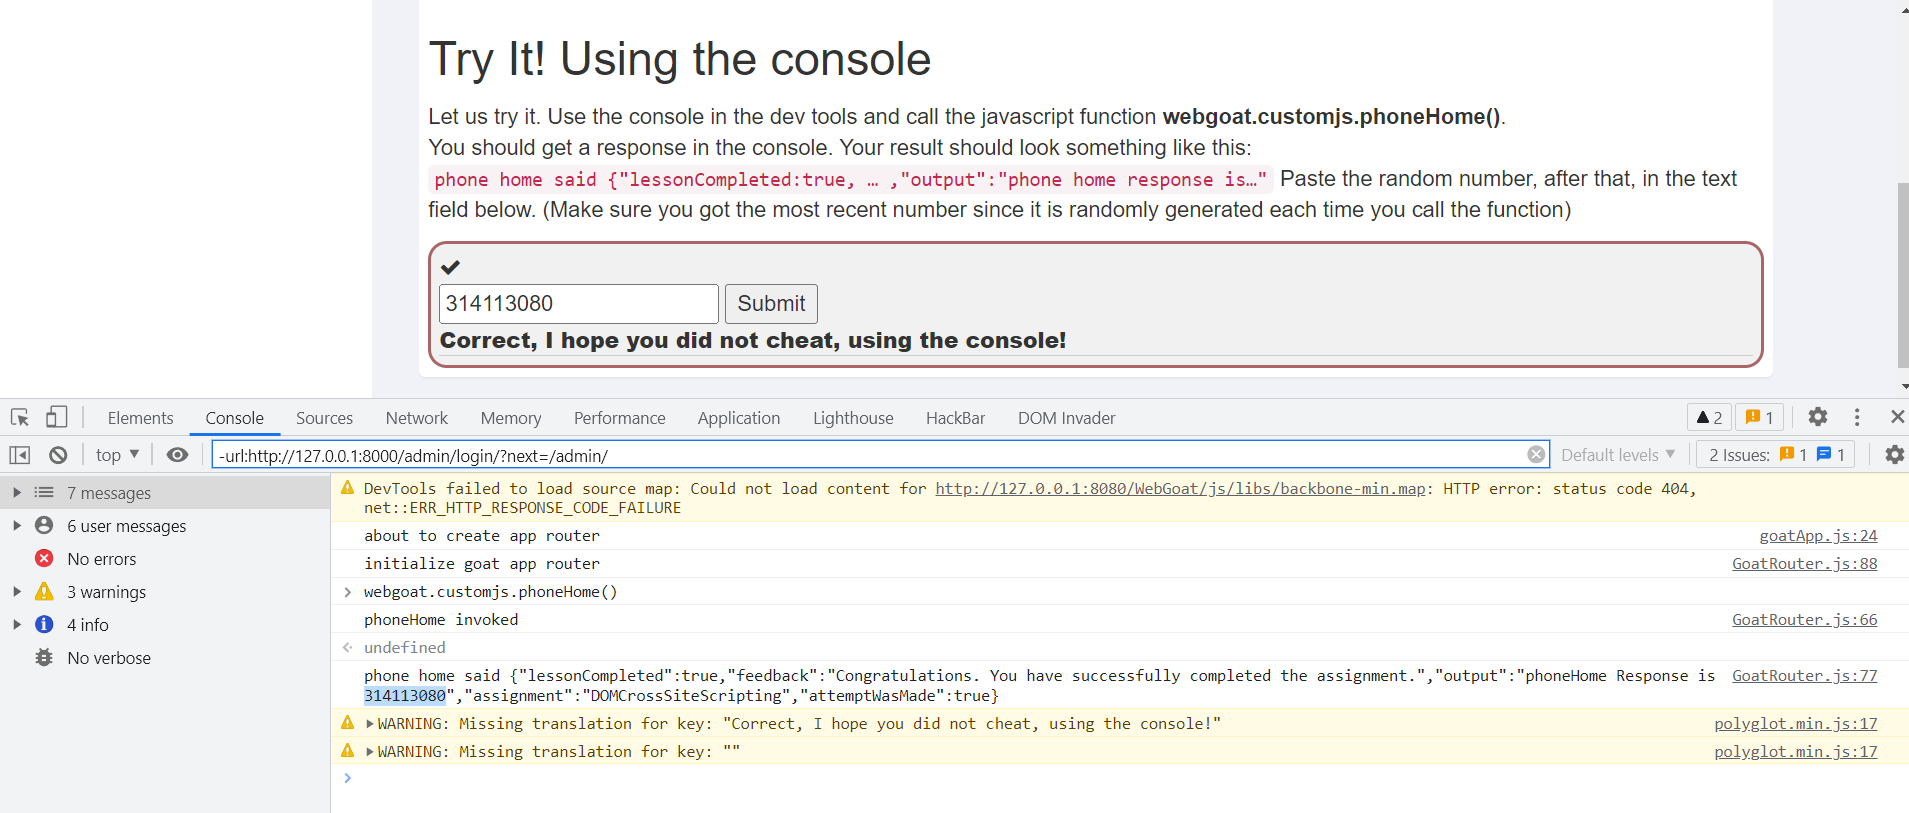 Try It! Using the console
Let us try it. Use the console in the dev tools and call the javascript function webgoat.customjs.phoneHome().
You should get a response in the console. Your result should look something like this:
phone home said {"lessonCompleted:true, … ,"output":"phone home response is…" Paste the random number, after that, in the text
field below. (Make sure you got the most recent number since it is randomly generated each time you call the function)
314113080 Submit
Correct, I hope you did not cheat, using the console!
Elements Console Sources Network Memory Performance Application Lighthouse HackBar DOM Invader 2 1
top -url:http://127.0.0.1:8000/admin/login/?next=/admin/ Default levels 2 Issues: 1 1
7 messages
6 user messages
No errors
3 warnings
4 info
No verbose
DevTools failed to load source map: Could not load content for http://127.0.0.1:8080/WebGoat/js/libs/backbone-min.map: HTTP error: status code 404,
net::ERR_HTTP_RESPONSE_CODE_FAILURE
about to create app router goatApp.js:24
initialize goat app router GoatRouter.js:88
webgoat.customjs.phoneHome()
phoneHome invoked GoatRouter.js:66
undefined
phone home said {"lessonCompleted":true,"feedback":"Congratulations. You have successfully completed the assignment.","output":"phoneHome Response is GoatRouter.js:77
314113080","assignment":"DOMCrossSiteScripting","attemptWasMade":true}
WARNING: Missing translation for key: "Correct, I hope you did not cheat, using the console!" polyglot.min.js:17
WARNING: Missing translation for key: "" polyglot.min.js:17